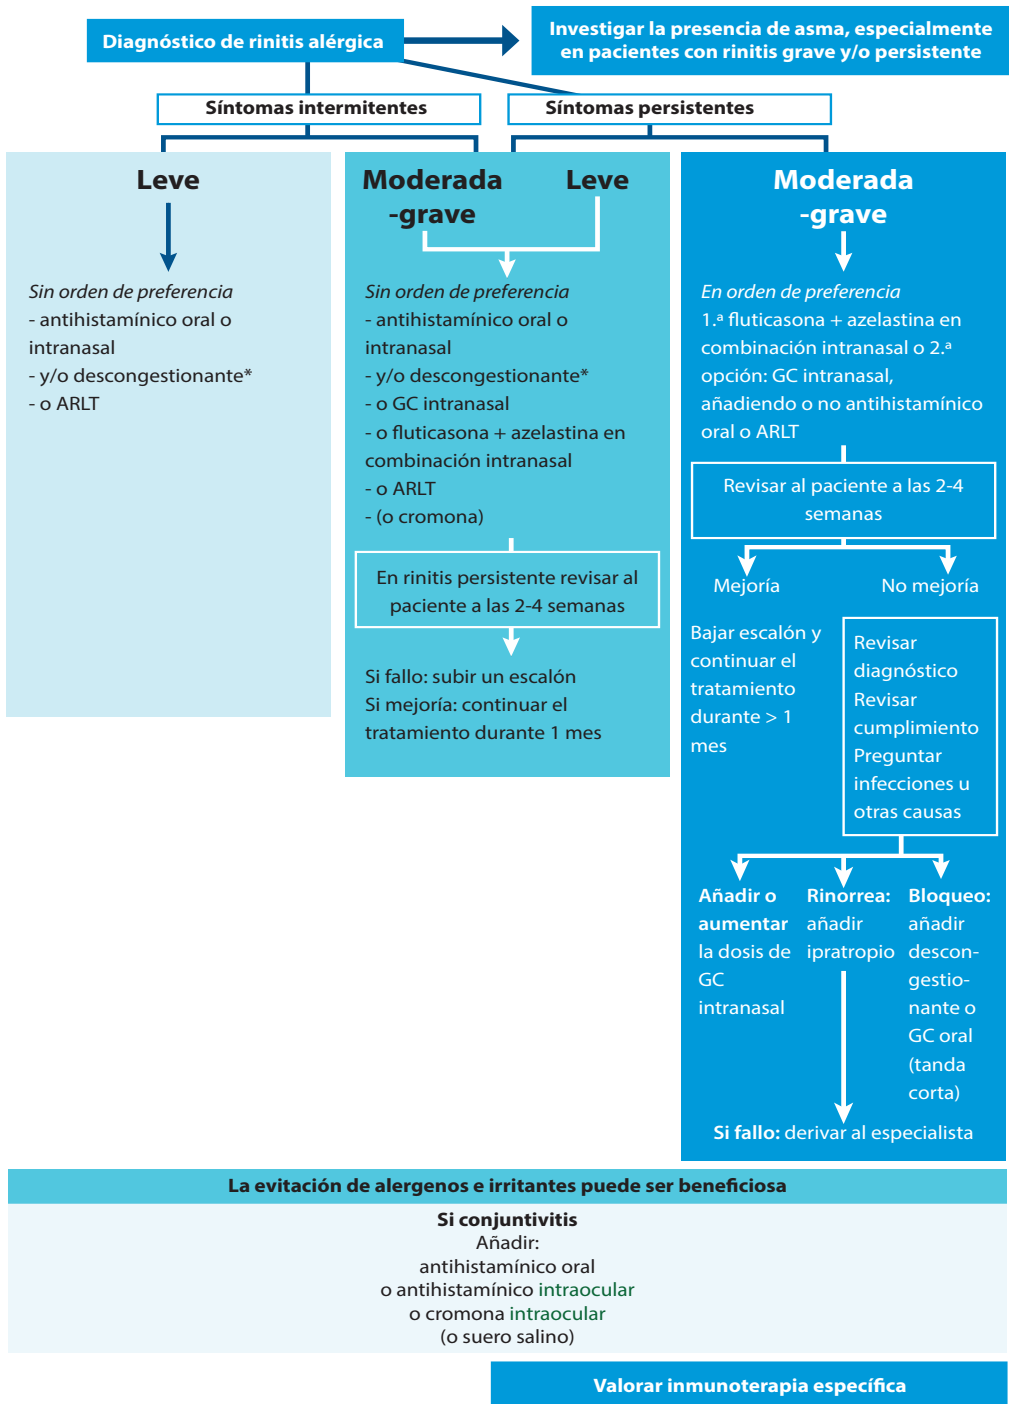 Diagnóstico de rinitis alérgica
Investigar la presencia de asma, especialmente
en pacientes con rinitis grave y/o persistente
Síntomas intermitentes
Síntomas persistentes
Leve
Sin orden de preferencia
- antihistamínico oral o
intranasal
- y/o descongestionante*
- o ARLT
Moderada
-grave
Leve
Sin orden de preferencia
- antihistamínico oral o
intranasal
- y/o descongestionante*
- o GC intranasal
- o fluticasona + azelastina en
combinación intranasal
- o ARLT
- (o cromona)
En rinitis persistente revisar al
paciente a las 2-4 semanas
Si fallo: subir un escalón
Si mejoría: continuar el
tratamiento durante 1 mes
Moderada
-grave
En orden de preferencia
1.ª fluticasona + azelastina en
combinación intranasal o 2.ª
opción: GC intranasal,
añadiendo o no antihistamínico
oral o ARLT
Revisar al paciente a las 2-4
semanas
Mejoría
No mejoría
Bajar escalón y
continuar el
tratamiento
durante > 1
mes
Revisar
diagnóstico
Revisar
cumplimiento
Preguntar
infecciones u
otras causas
Añadir o
aumentar
la dosis de
GC
intranasal
Rinorrea:
añadir
ipratropio
Bloqueo:
añadir
descon-
gestio-
nante o
GC oral
(tanda
corta)
Si fallo: derivar al especialista
La evitación de alergenos e irritantes puede ser beneficiosa
Si conjuntivitis
Añadir:
antihistamínico oral
o antihistamínico intraocular
o cromona intraocular
(o suero salino)
Valorar inmunoterapia específica